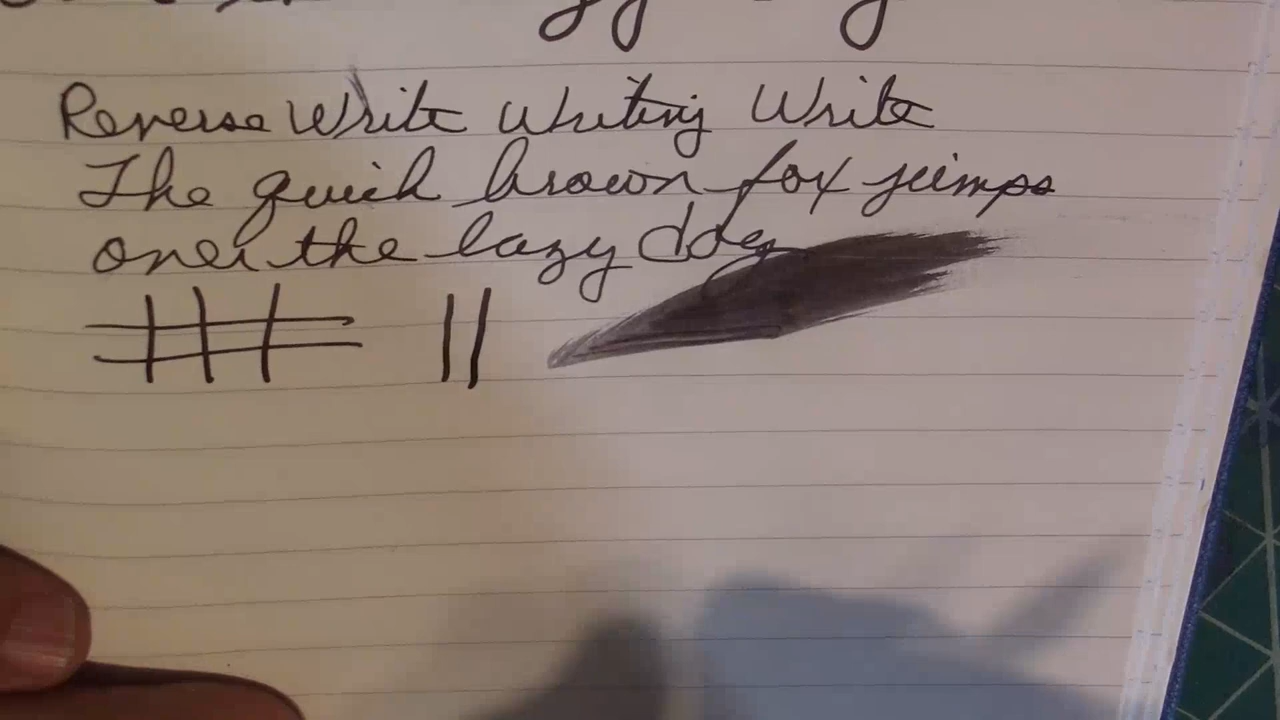 Reverse Write Writing Write
The quick brown fox jumps
over the lazy dog